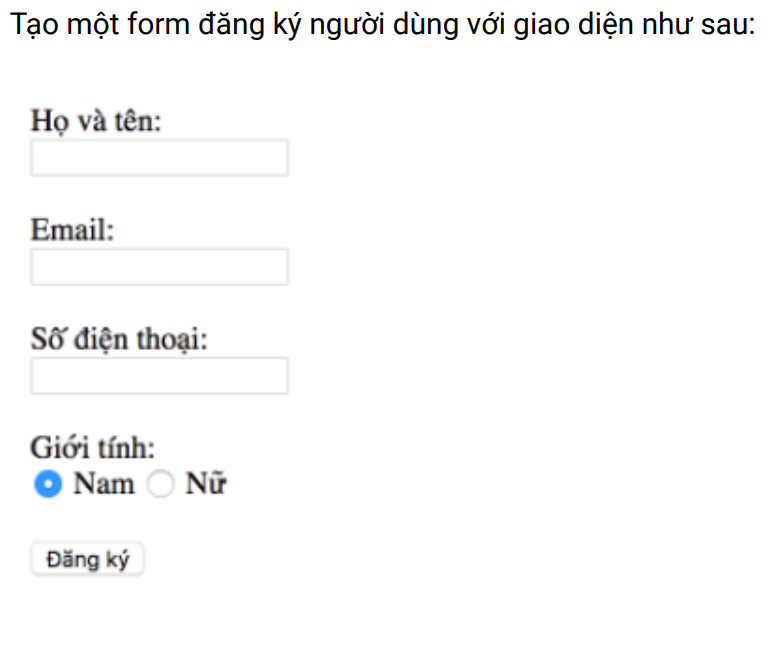 Tạo một form đăng ký người dùng với giao diện như sau:
Họ và tên:
Email:
Số điện thoại:
Giới tính:
Nam Nữ
Đăng ký